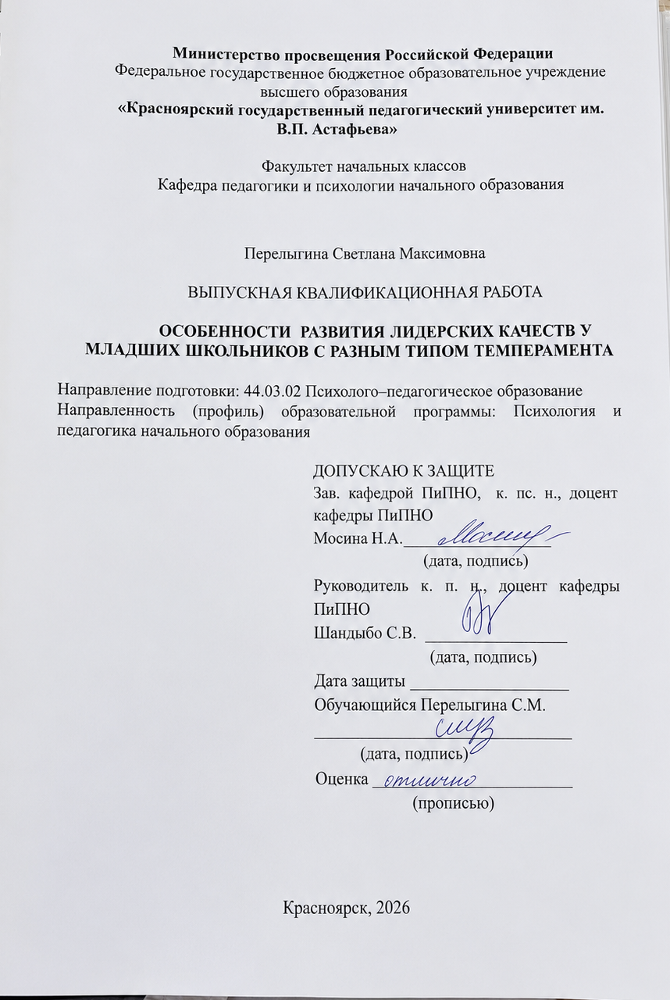 Министерство просвещения Российской Федерации
Федеральное государственное бюджетное образовательное учреждение
высшего образования
«Красноярский государственный педагогический университет им.
В.П. Астафьева»
Факультет начальных классов
Кафедра педагогики и психологии начального образования
Перелыгина Светлана Максимовна
ВЫПУСКНАЯ КВАЛИФИКАЦИОННАЯ РАБОТА
ОСОБЕННОСТИ РАЗВИТИЯ ЛИДЕРСКИХ КАЧЕСТВ У
МЛАДШИХ ШКОЛЬНИКОВ С РАЗНЫМ ТИПОМ ТЕМПЕРАМЕНТА
Направление подготовки: 44.03.02 Психолого–педагогическое образование
Направленность (профиль) образовательной программы: Психология и
педагогика начального образования
ДОПУСКАЮ К ЗАЩИТЕ
Зав. кафедрой ПиПНО, к. пс. н., доцент
кафедры ПиПНО
Мосина Н.А.
(дата, подпись)
Руководитель к. п. н., доцент кафедры
ПиПНО
Шандыбо С.В.
(дата, подпись)
Дата защиты
Обучающийся Перелыгина С.М.
(дата, подпись)
Оценка отлично
(прописью)
Красноярск, 2026